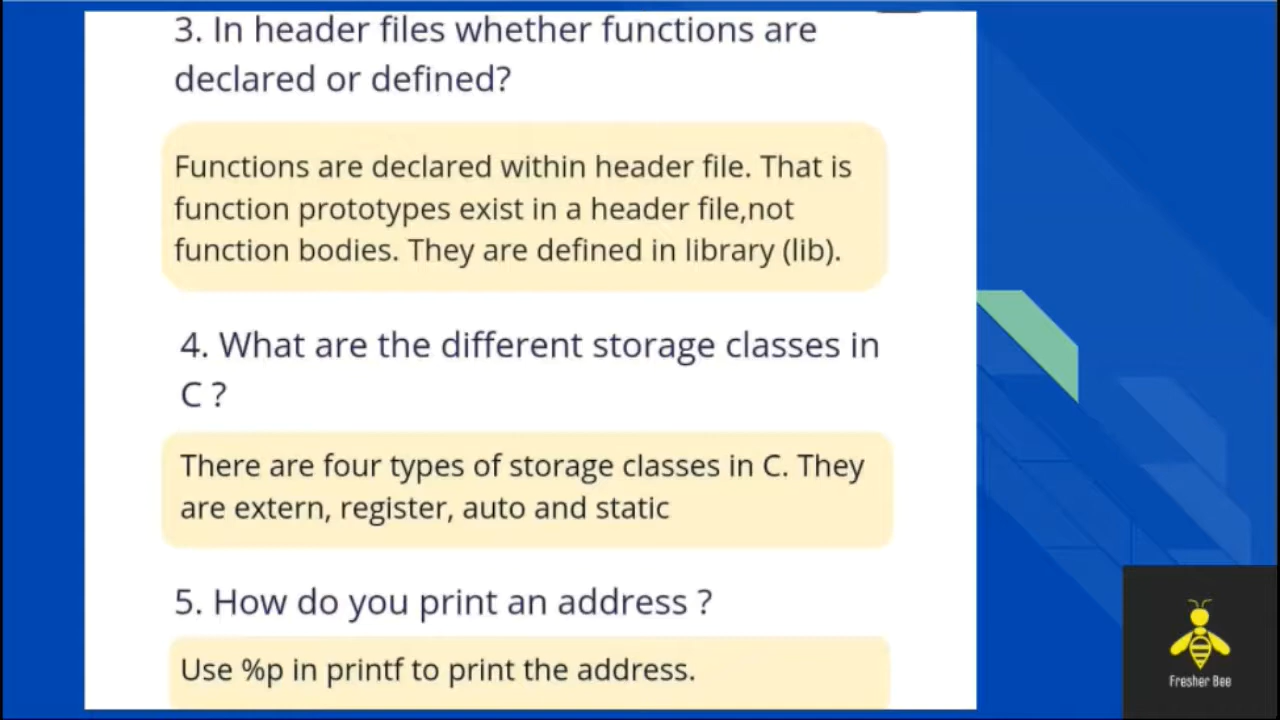 3. In header files whether functions are
declared or defined?
Functions are declared within header file. That is
function prototypes exist in a header file,not
function bodies. They are defined in library (lib).
4. What are the different storage classes in
C ?
There are four types of storage classes in C. They
are extern, register, auto and static
5. How do you print an address ?
Use %p in printf to print the address.
Fresher Bee